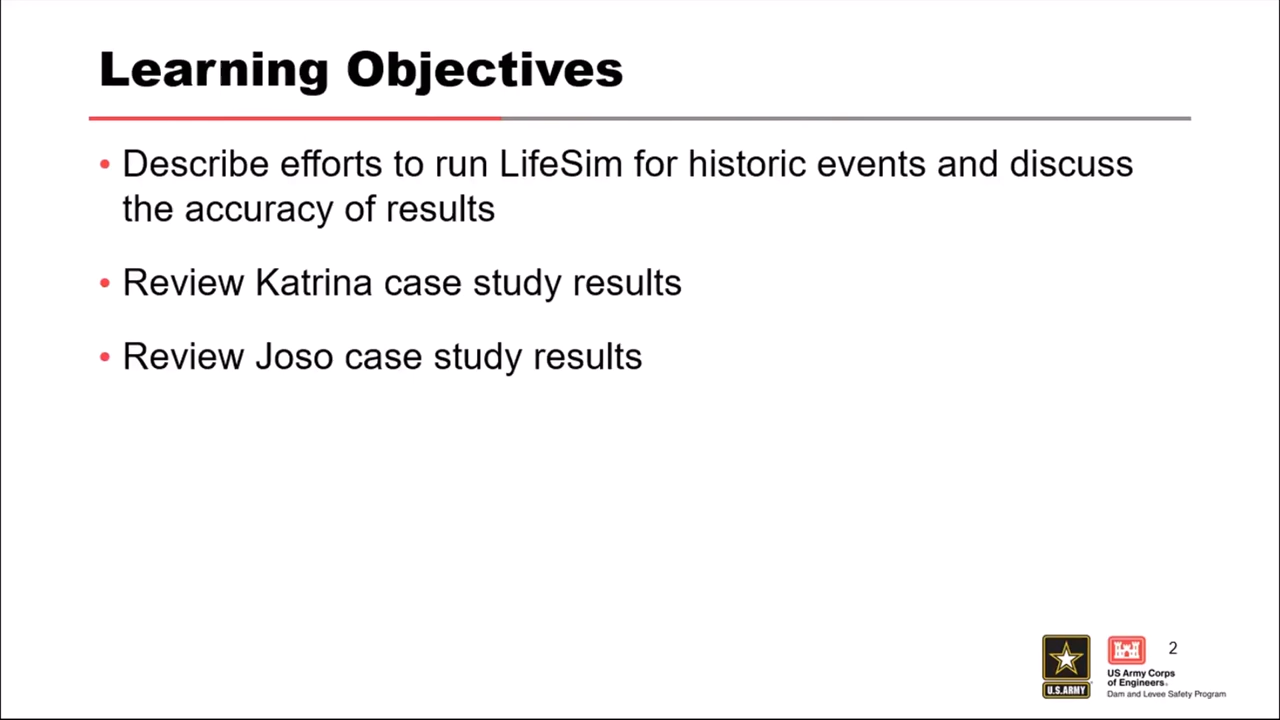 Learning Objectives
• Describe efforts to run LifeSim for historic events and discuss
the accuracy of results
• Review Katrina case study results
• Review Joso case study results
2
U.S.ARMY
US Army Corps
of Engineers®
Dam and Levee Safety Program